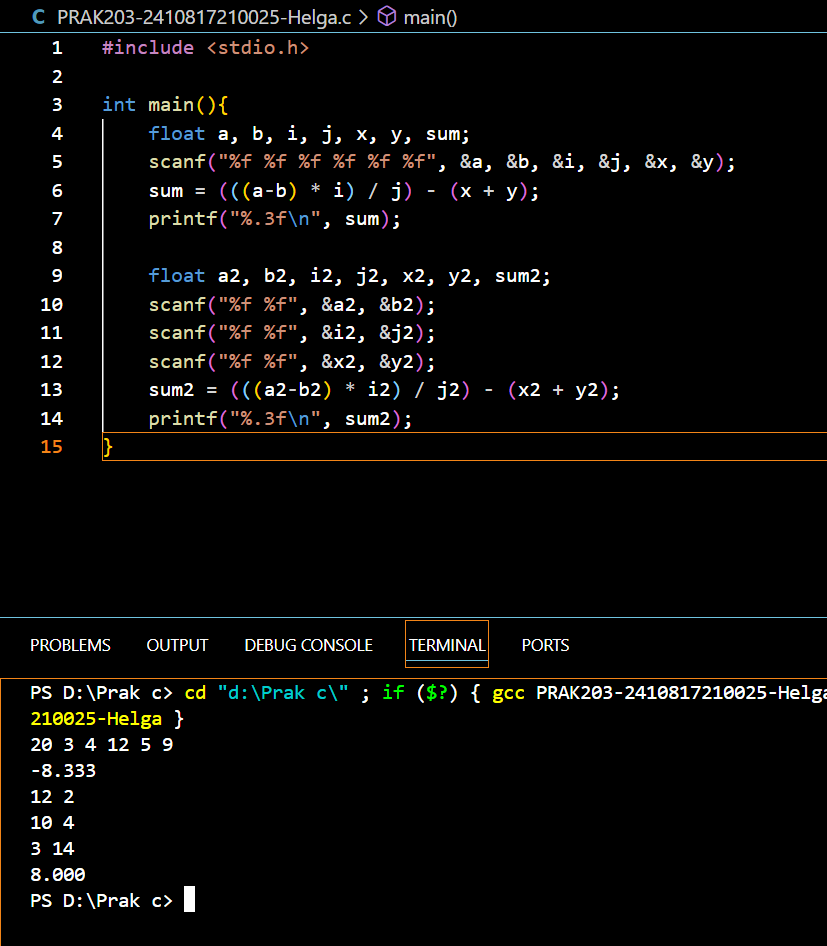 C PRAK203-2410817210025-Helga.c > main()
1 #include <stdio.h>
2
3 int main(){
4 float a, b, i, j, x, y, sum;
5 scanf("%f %f %f %f %f %f", &a, &b, &i, &j, &x, &y);
6 sum = (((a-b) * i) / j) - (x + y);
7 printf("%.3f\n", sum);
8
9 float a2, b2, i2, j2, x2, y2, sum2;
10 scanf("%f %f", &a2, &b2);
11 scanf("%f %f", &i2, &j2);
12 scanf("%f %f", &x2, &y2);
13 sum2 = (((a2-b2) * i2) / j2) - (x2 + y2);
14 printf("%.3f\n", sum2);
15 }
PROBLEMS OUTPUT DEBUG CONSOLE TERMINAL PORTS
PS D:\Prak c> cd "d:\Prak c\" ; if ($?) { gcc PRAK203-2410817210025-Helga
210025-Helga }
20 3 4 12 5 9
-8.333
12 2
10 4
3 14
8.000
PS D:\Prak c>